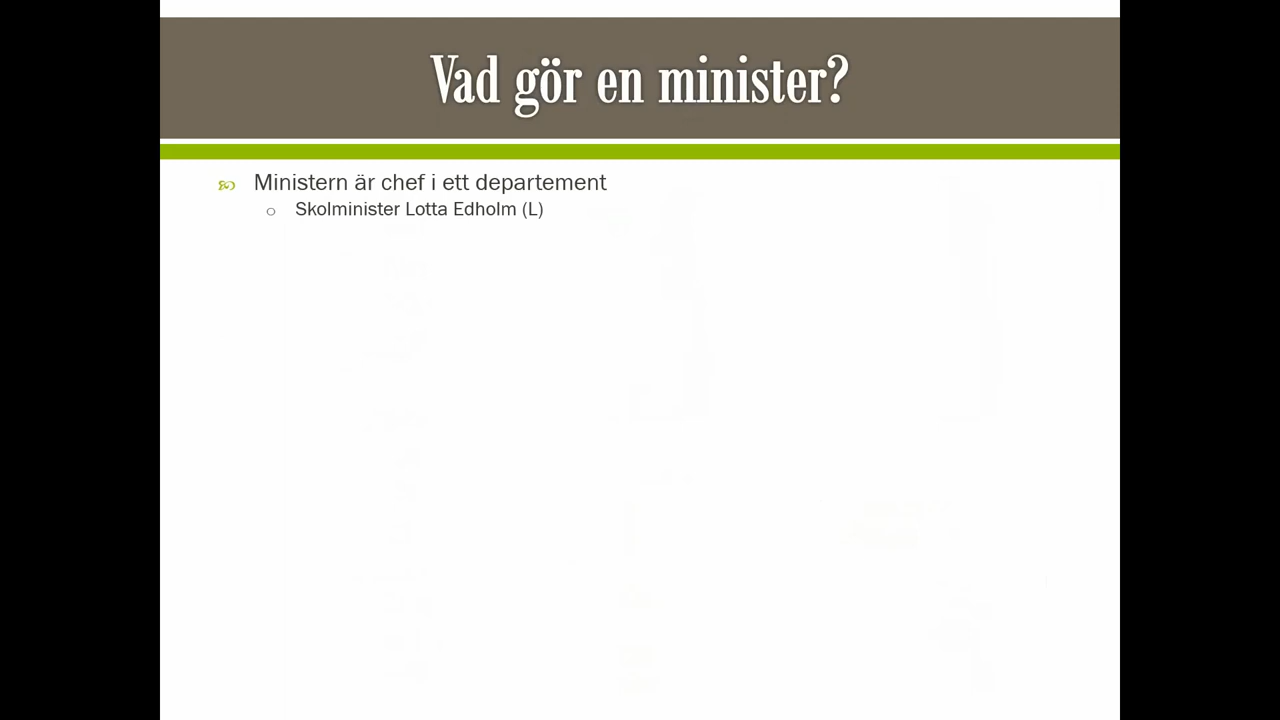 Vad gör en minister?
Ministern är chef i ett departement
Skolminister Lotta Edholm (L)